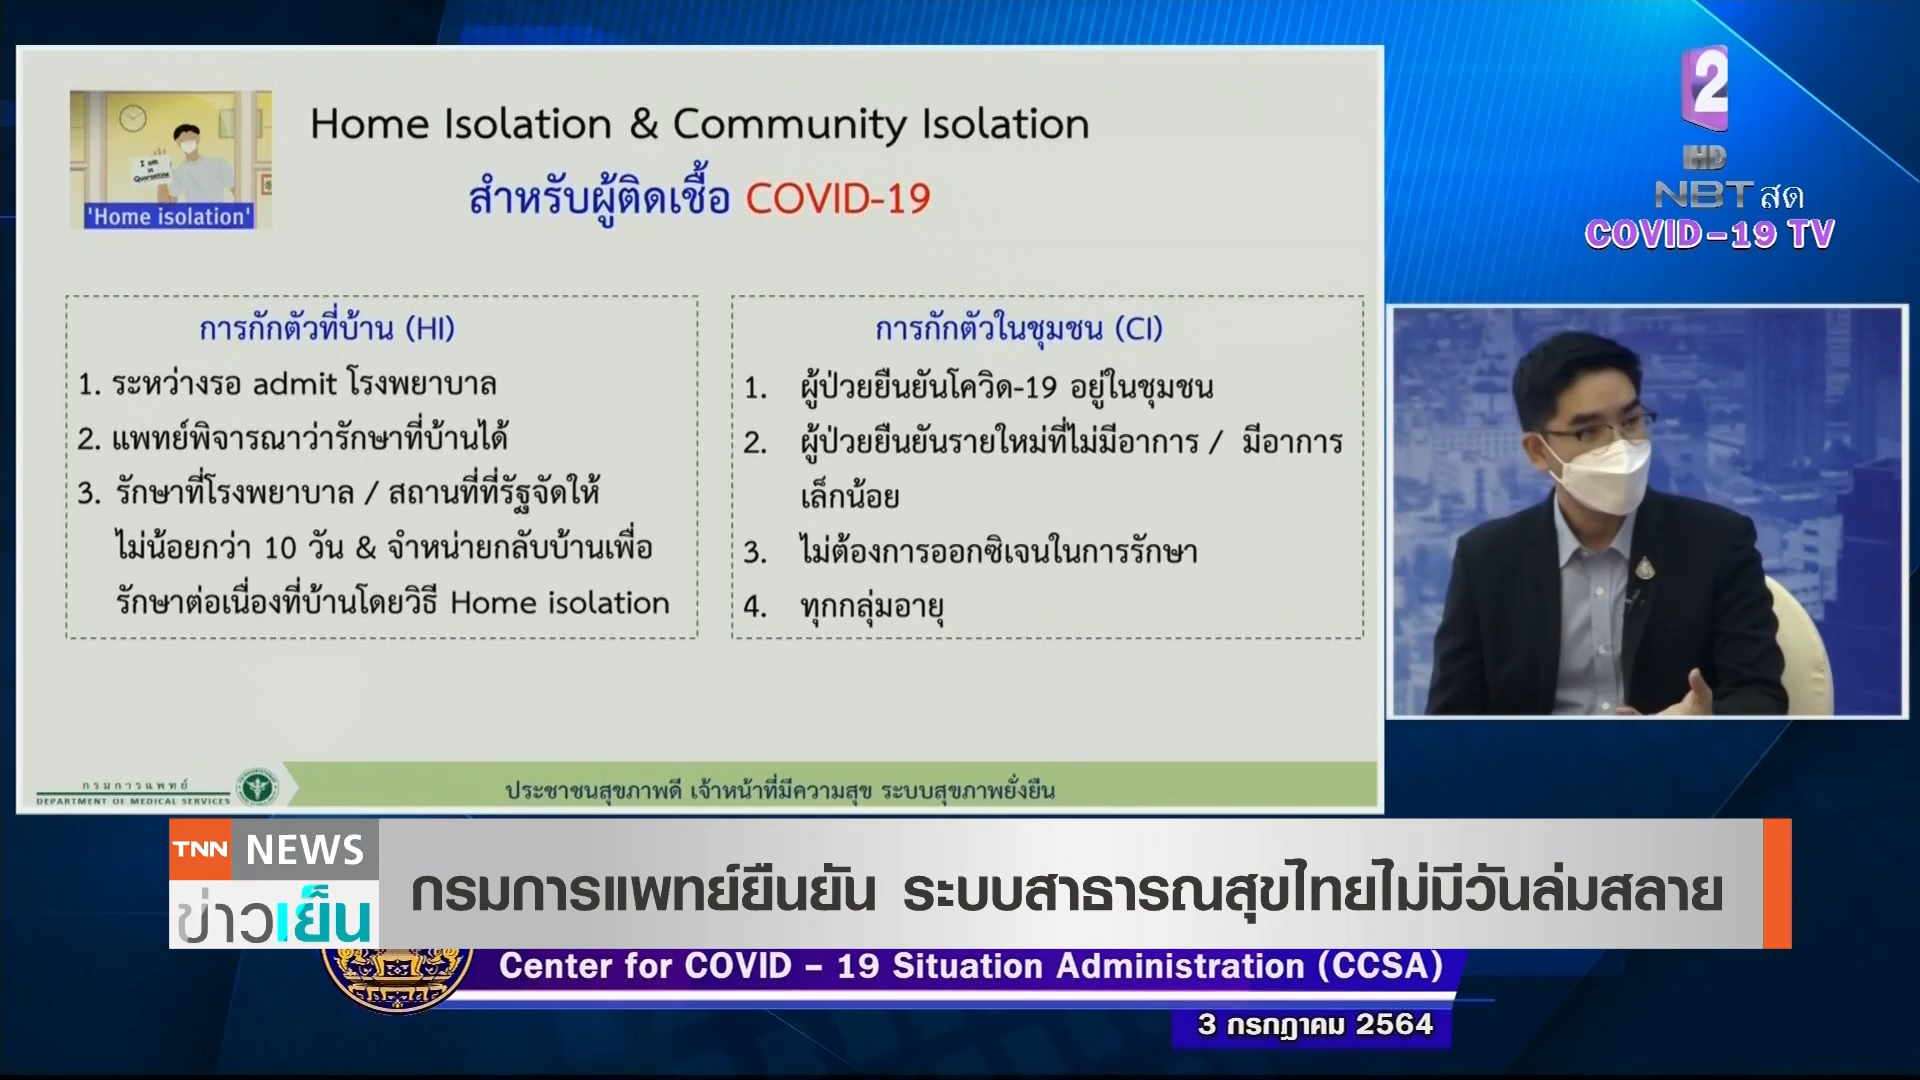 I am
in
Quarantine
'Home isolation'
Home Isolation & Community Isolation
สำหรับผู้ติดเชื้อ COVID-19
การกักตัวที่บ้าน (HI)
1. ระหว่างรอ admit โรงพยาบาล
2. แพทย์พิจารณาว่ารักษาที่บ้านได้
3. รักษาที่โรงพยาบาล / สถานที่ที่รัฐจัดให้
ไม่น้อยกว่า 10 วัน & จำหน่ายกลับบ้านเพื่อ
รักษาต่อเนื่องที่บ้านโดยวิธี Home isolation
การกักตัวในชุมชน (CI)
1. ผู้ป่วยยืนยันโควิด-19 อยู่ในชุมชน
2. ผู้ป่วยยืนยันรายใหม่ที่ไม่มีอาการ / มีอาการ
เล็กน้อย
3. ไม่ต้องการออกซิเจนในการรักษา
4. ทุกกลุ่มอายุ
กรมการแพทย์
DEPARTMENT OF MEDICAL SERVICES
ประชาชนสุขภาพดี เจ้าหน้าที่มีความสุข ระบบสุขภาพยั่งยืน
2
HD
NBT สด
COVID-19 TV
TNN NEWS
ข่าวเย็น
กรมการแพทย์ยืนยัน ระบบสาธารณสุขไทยไม่มีวันล่มสลาย
Center for COVID – 19 Situation Administration (CCSA)
3 กรกฎาคม 2564